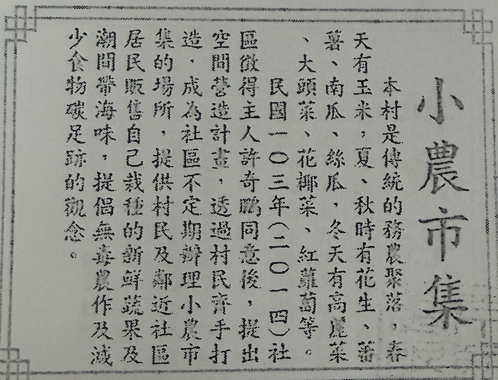 小農市集
本村是傳統的務農聚落，春
天有玉米，夏、秋時有花生、蕃
薯、南瓜、絲瓜，冬天有高麗菜
、大頭菜、花椰菜、紅蘿蔔等。
民國一０三年(二０一四)社
區徵得主人許奇鵬同意後，提出
空間營造計畫，透過村民齊手打
造，成為社區不定期辦理小農市
集的場所，提供村民及鄰近社區
居民販售自己栽種的新鮮蔬果及
潮間帶海味，提倡無毒農作及減
少食物碳足跡的觀念。